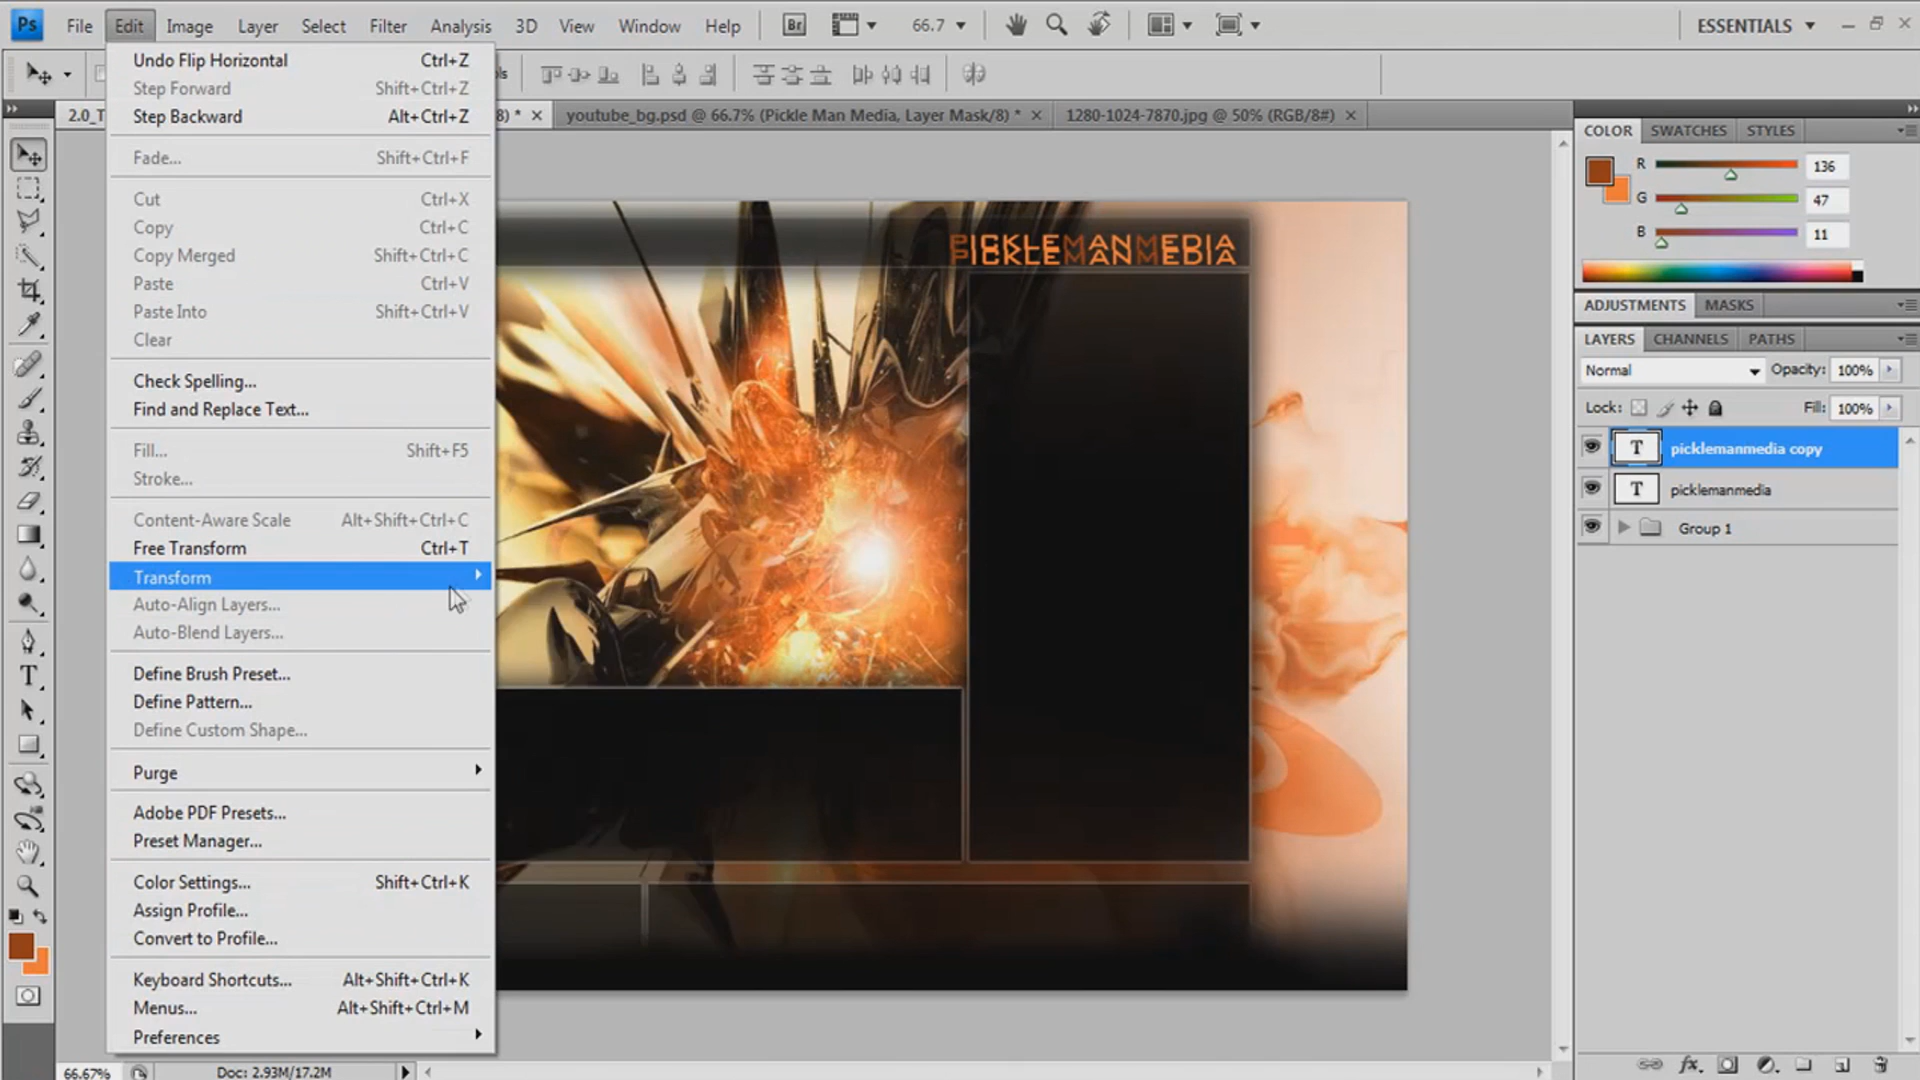 Ps File Edit Image Layer Select Filter Analysis 3D View Window Help Br 66.7 ESSENTIALS
2.0_T 8) * youtube_bg.psd @ 66.7% (Pickle Man Media, Layer Mask/8) * 1280-1024-7870.jpg @ 50% (RGB/8#)
Undo Flip Horizontal Ctrl+Z
Step Forward Shift+Ctrl+Z
Step Backward Alt+Ctrl+Z
Fade... Shift+Ctrl+F
Cut Ctrl+X
Copy Ctrl+C
Copy Merged Shift+Ctrl+C
Paste Ctrl+V
Paste Into Shift+Ctrl+V
Clear
Check Spelling...
Find and Replace Text...
Fill... Shift+F5
Stroke...
Content-Aware Scale Alt+Shift+Ctrl+C
Free Transform Ctrl+T
Transform
Auto-Align Layers...
Auto-Blend Layers...
Define Brush Preset...
Define Pattern...
Define Custom Shape...
Purge
Adobe PDF Presets...
Preset Manager...
Color Settings... Shift+Ctrl+K
Assign Profile...
Convert to Profile...
Keyboard Shortcuts... Alt+Shift+Ctrl+K
Menus... Alt+Shift+Ctrl+M
Preferences
66.67% Doc: 2.93M/17.2M
PICKLEMANMEDIA
COLOR SWATCHES STYLES
R 136
G 47
B 11
ADJUSTMENTS MASKS
LAYERS CHANNELS PATHS
Normal Opacity: 100%
Lock: Fill: 100%
T picklemanmedia copy
T picklemanmedia
Group 1